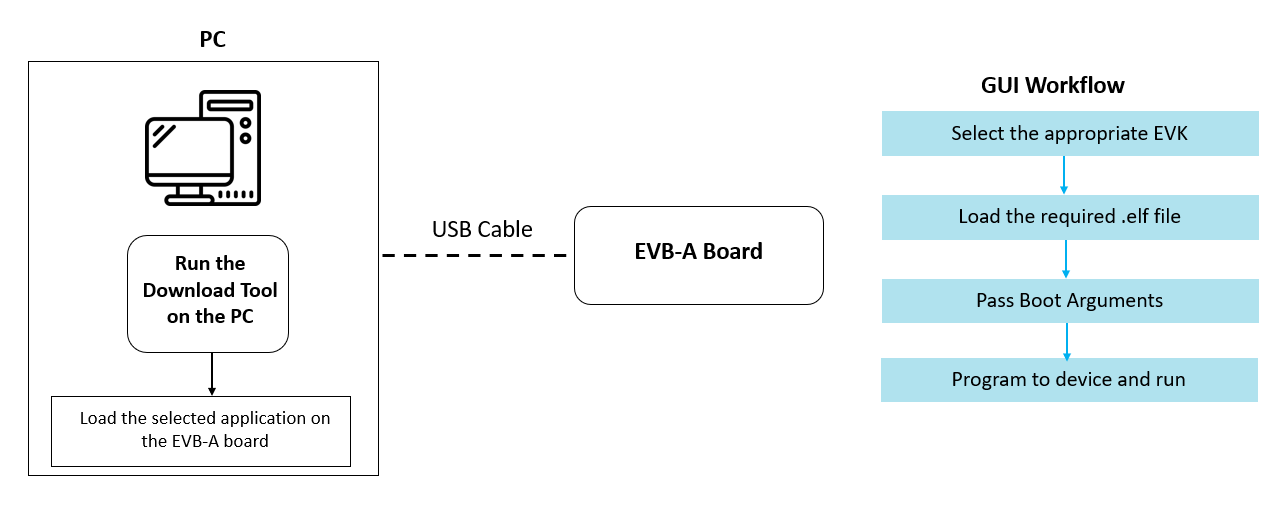 PC
Run the
Download Tool
on the PC
Load the selected application on
the EVB-A board
USB Cable
EVB-A Board
GUI Workflow
Select the appropriate EVK
Load the required .elf file
Pass Boot Arguments
Program to device and run